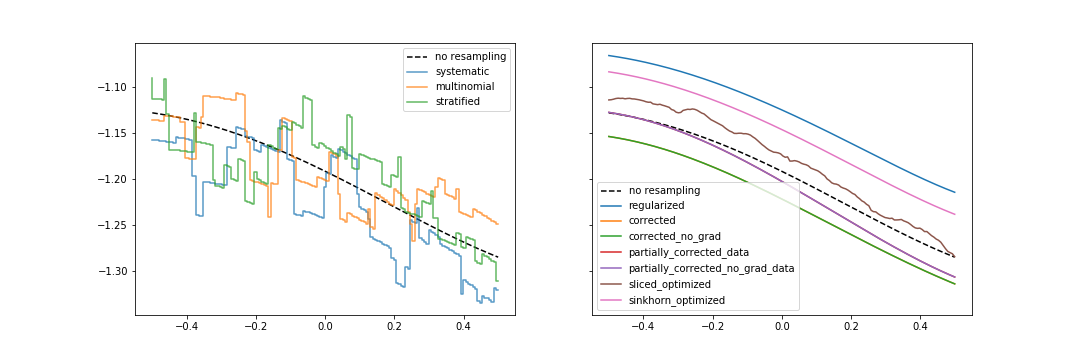 no resampling
systematic
multinomial
stratified
−1.10
−1.15
−1.20
−1.25
−1.30
−0.4 −0.2 0.0 0.2 0.4
no resampling
regularized
corrected
corrected_no_grad
partially_corrected_data
partially_corrected_no_grad_data
sliced_optimized
sinkhorn_optimized
−0.4 −0.2 0.0 0.2 0.4